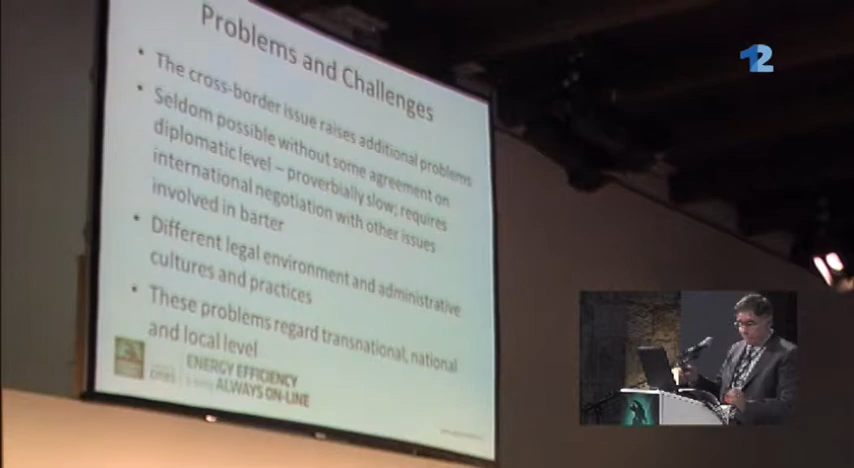 Problems and Challenges
• The cross-border issue raises additional problems
• Seldom possible without some agreement on
diplomatic level – proverbially slow; requires
international negotiation with other issues
involved in barter
• Different legal environment and administrative
cultures and practices
• These problems regard transnational, national
and local level
ENERGY EFFICIENCY
ALWAYS ON-LINE
12